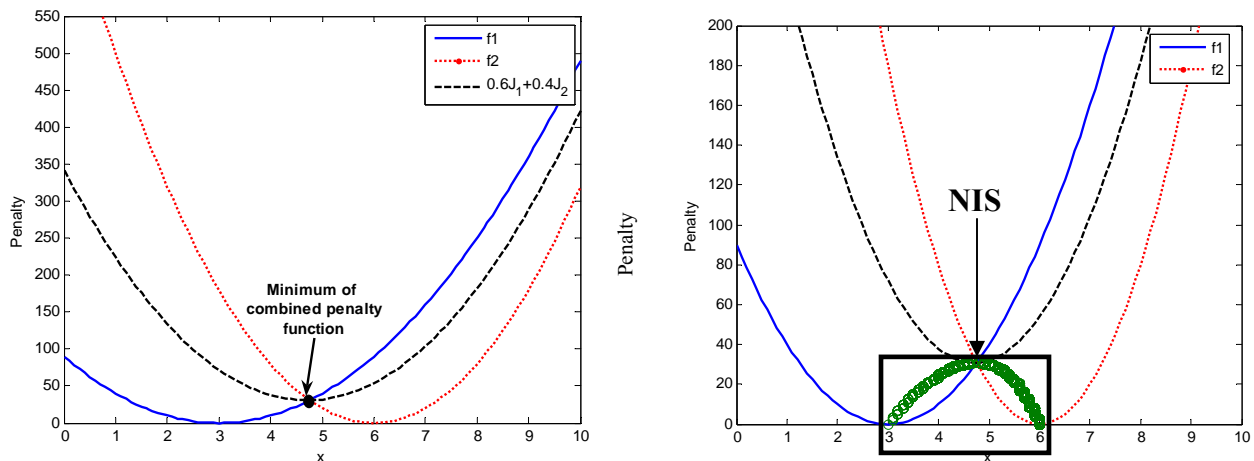 550
500
450
400
350
300
250
200
150
100
50
0
Penalty
f1
f2
0.6J_1+0.4J_2
Minimum of
combined penalty
function
0 1 2 3 4 5 6 7 8 9 10
x
Penalty
200
180
160
140
120
100
80
60
40
20
0
Penalty
f1
f2
NIS
0 1 2 3 4 5 6 7 8 9 10
x